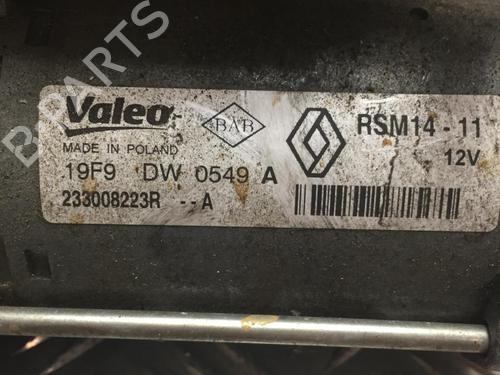 B-PARTS
Valeo
BAB
RSM14 - 11
MADE IN POLAND
12V
19F9 DW 0549 A
233008223R --A